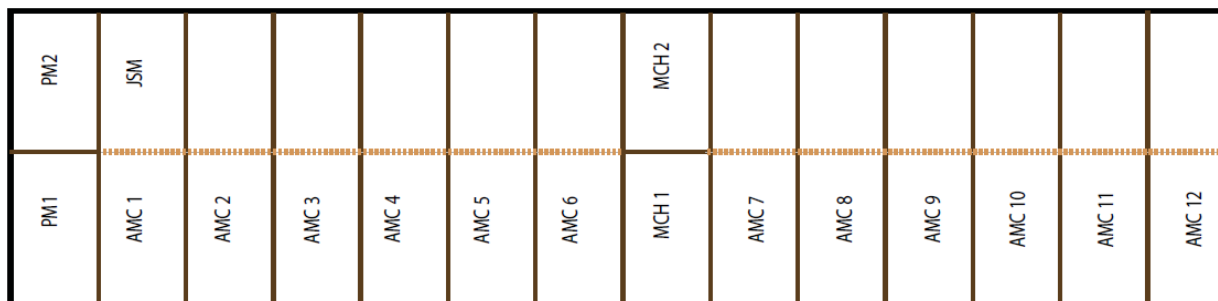 PM2
JSM
MCH 2
PM1
AMC 1
AMC 2
AMC 3
AMC 4
AMC 5
AMC 6
MCH 1
AMC 7
AMC 8
AMC 9
AMC 10
AMC 11
AMC 12